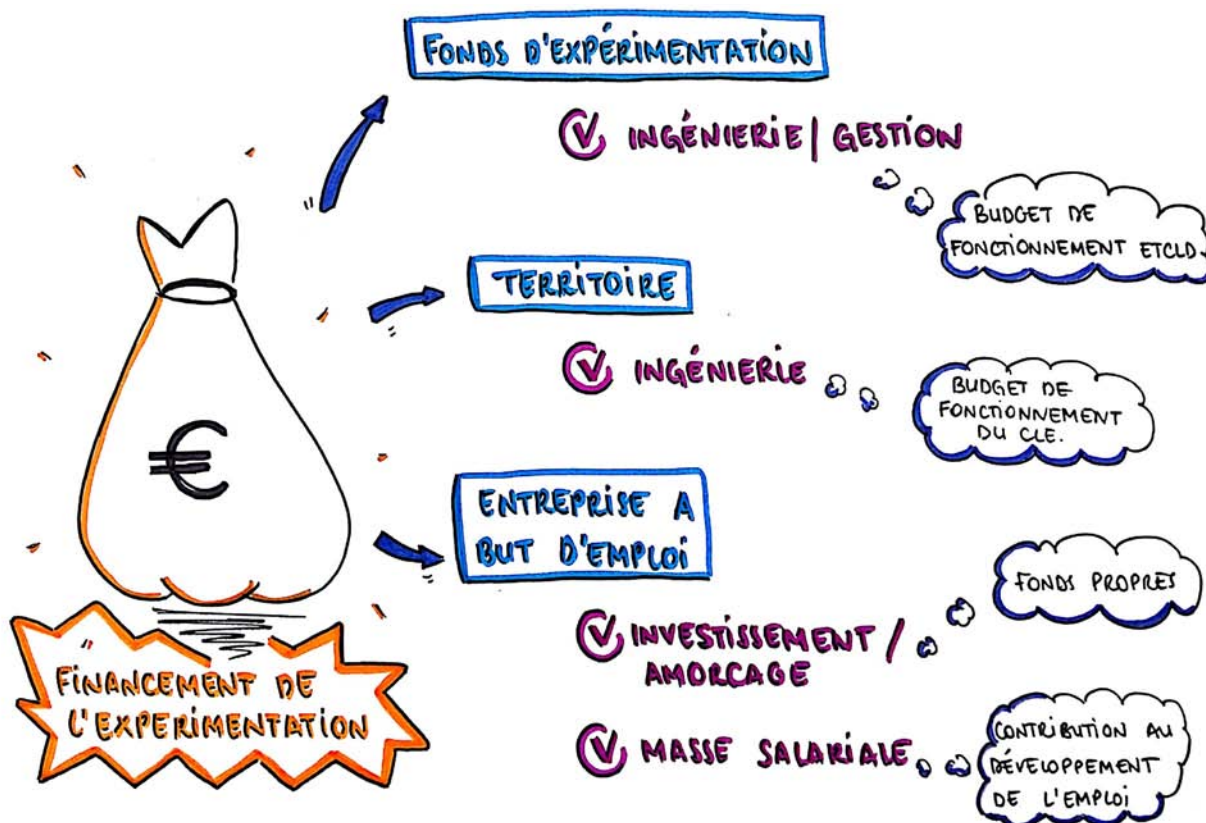 FONDS D'EXPÉRIMENTATION
INGÉNIERIE / GESTION
BUDGET DE
FONCTIONNEMENT ETCLD.
TERRITOIRE
INGÉNIERIE
BUDGET DE
FONCTIONNEMENT
DU CLE.
€
ENTREPRISE A
BUT D'EMPLOI
INVESTISSEMENT /
AMORCAGE
FONDS PROPRES
MASSE SALARIALE
CONTRIBUTION AU
DÉVELOPPEMENT
DE L'EMPLOI
FINANCEMENT DE
L'EXPERIMENTATION